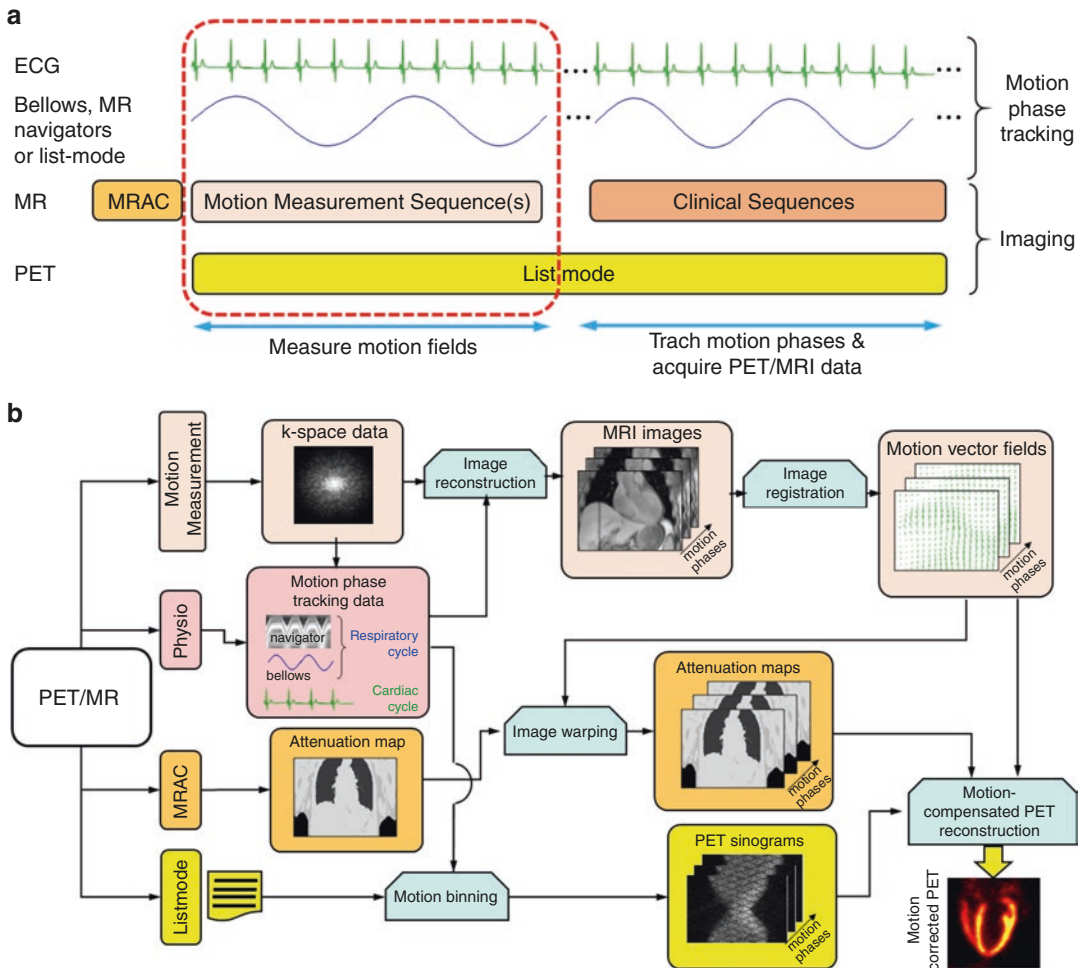 a
ECG
Bellows, MR
navigators
or list-mode
Motion
phase
tracking
MR
MRAC
Motion Measurement Sequence(s)
Clinical Sequences
Imaging
PET
List mode
Measure motion fields
Trach motion phases &
acquire PET/MRI data
b
Motion
Measurement
k-space data
Image
reconstruction
MRI images
motion
phases
Image
registration
Motion vector fields
motion
phases
Physio
Motion phase
tracking data
navigator
bellows
Respiratory
cycle
Cardiac
cycle
PET/MR
MRAC
Attenuation map
Image warping
Attenuation maps
motion
phases
Motion-
compensated PET
reconstruction
Listmode
Motion binning
PET sinograms
motion
phases
Motion
corrected PET